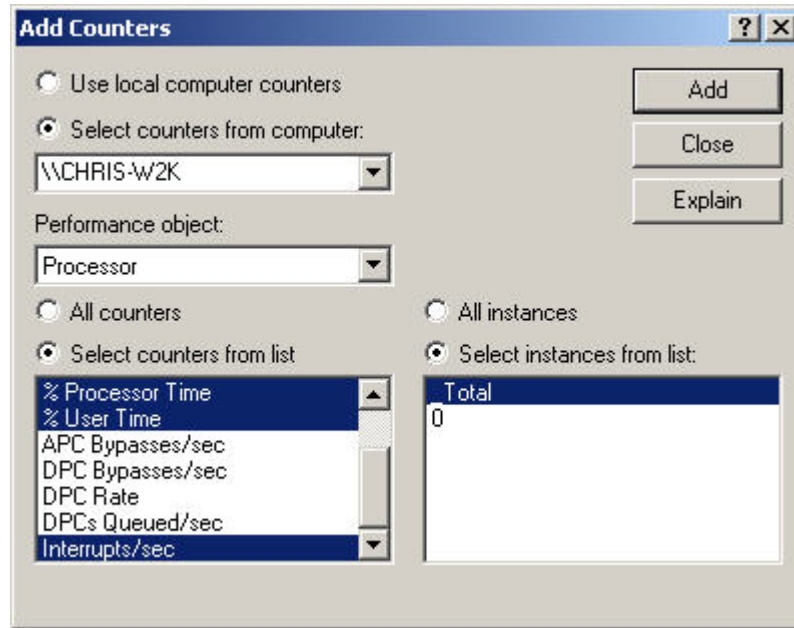 Add Counters
Use local computer counters
Select counters from computer:
\\CHRIS-W2K
Performance object:
Processor
All counters
Select counters from list
% Processor Time
% User Time
APC Bypasses/sec
DPC Bypasses/sec
DPC Rate
DPCs Queued/sec
Interrupts/sec
All instances
Select instances from list:
_Total
0
Add
Close
Explain